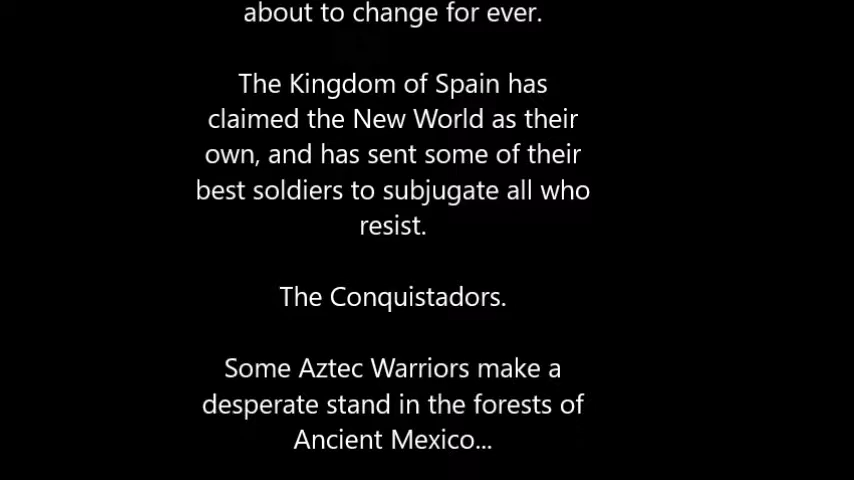 about to change for ever.
The Kingdom of Spain has
claimed the New World as their
own, and has sent some of their
best soldiers to subjugate all who
resist.
The Conquistadors.
Some Aztec Warriors make a
desperate stand in the forests of
Ancient Mexico...